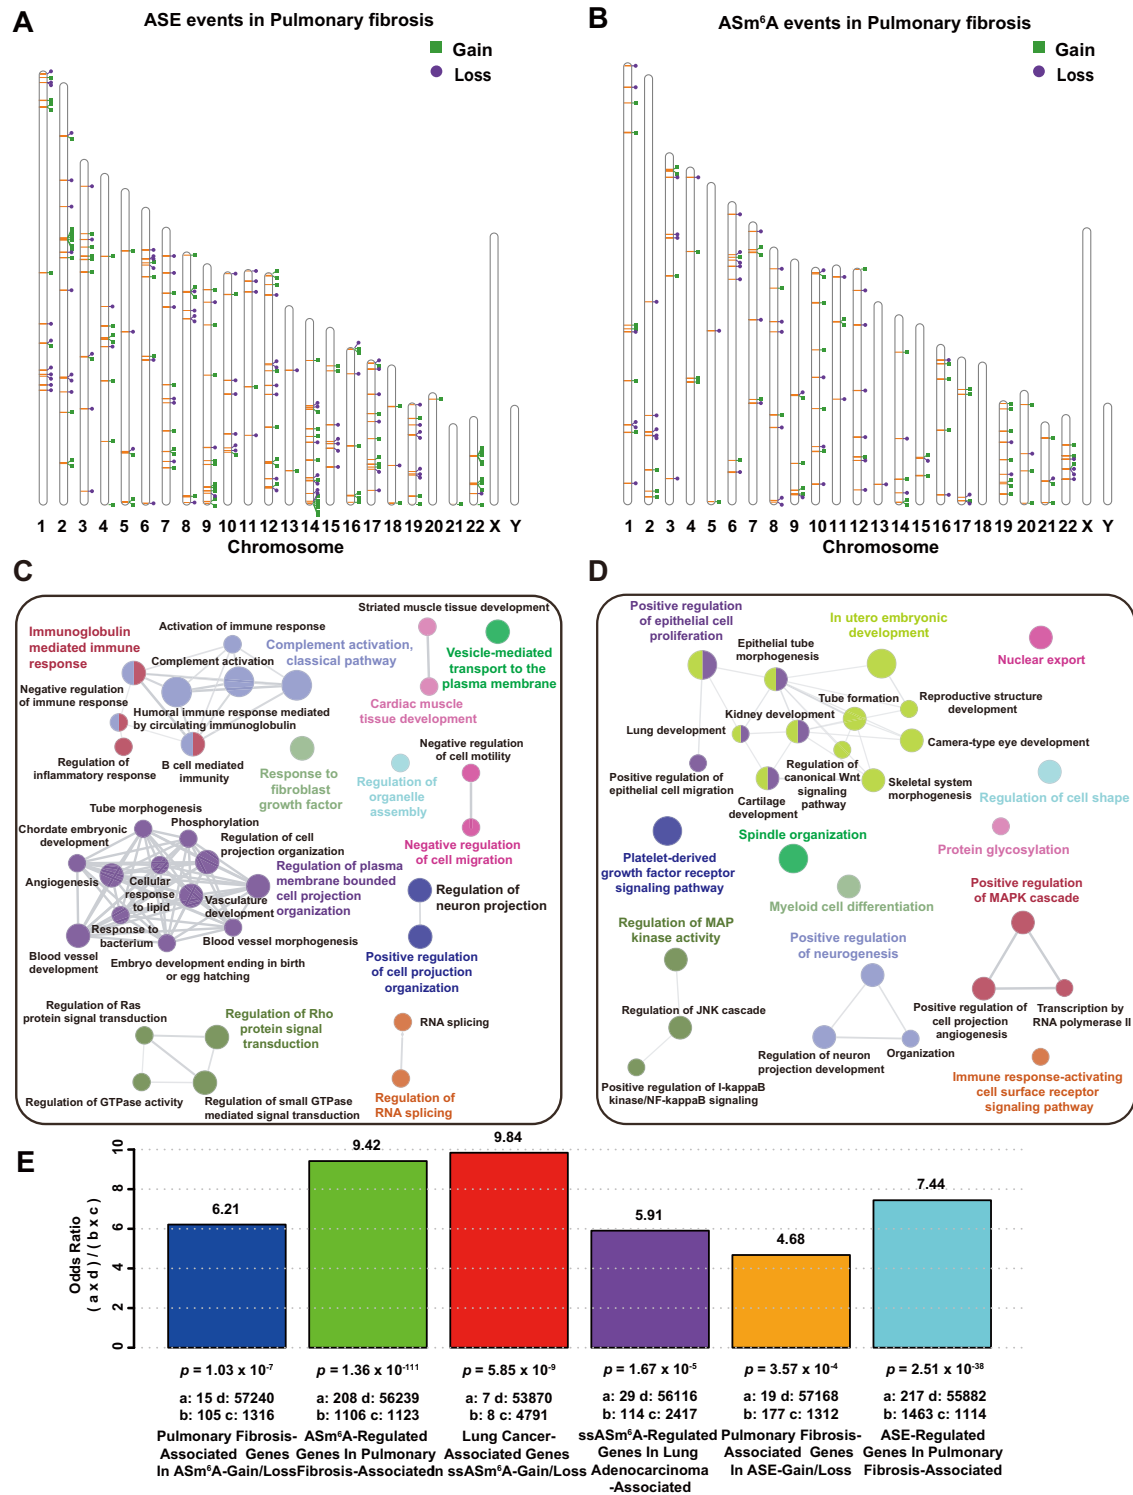 A
ASE events in Pulmonary fibrosis
Gain
Loss
1 2 3 4 5 6 7 8 9 10 11 12 13 14 15 16 17 18 19 20 21 22 X Y
Chromosome
B
ASm⁶A events in Pulmonary fibrosis
Gain
Loss
1 2 3 4 5 6 7 8 9 10 11 12 13 14 15 16 17 18 19 20 21 22 X Y
Chromosome
C
Immunoglobulin
mediated immune
response
Activation of immune response
Complement activation
Complement activation,
classical pathway
Negative regulation
of immune response
Humoral immune response mediated
by circulating immunoglobulin
Regulation of
inflammatory response
B cell mediated
immunity
Response to
fibroblast
growth factor
Striated muscle tissue development
Cardiac muscle
tissue development
Vesicle-mediated
transport to the
plasma membrane
Regulation of
organelle
assembly
Negative regulation
of cell motility
Negative regulation
of cell migration
Tube morphogenesis
Phosphorylation
Chordate embryonic
development
Regulation of cell
projection organization
Angiogenesis
Cellular
response
to lipid
Regulation of plasma
membrane bounded
cell projection
organization
Vasculature
development
Response to
bacterium
Blood vessel
development
Blood vessel morphogenesis
Embryo development ending in birth
or egg hatching
Regulation of
neuron projection
Positive regulation
of cell projuction
organization
Regulation of Ras
protein signal transduction
Regulation of Rho
protein signal
transduction
Regulation of GTPase activity
Regulation of small GTPase
mediated signal transduction
RNA splicing
Regulation of
RNA splicing
D
Positive regulation
of epithelial cell
proliferation
Epithelial tube
morphogenesis
In utero embryonic
development
Nuclear export
Tube formation
Reproductive structure
development
Lung development
Kidney development
Camera-type eye development
Positive regulation of
epithelial cell migration
Cartilage
development
Regulation of
canonical Wnt
signaling
pathway
Skeletal system
morphogenesis
Regulation of cell shape
Platelet-derived
growth factor receptor
signaling pathway
Spindle organization
Protein glycosylation
Myeloid cell differentiation
Positive regulation
of MAPK cascade
Regulation of MAP
kinase activity
Positive regulation
of neurogenesis
Regulation of JNK cascade
Positive regulation of
cell projection
angiogenesis
Transcription by
RNA polymerase II
Regulation of neuron
projection development
Organization
Positive regulation of I-kappaB
kinase/NF-kappaB signaling
Immune response-activating
cell surface receptor
signaling pathway
E
Odds Ratio
( a x d ) / ( b x c )
10
8
6
4
2
0
6.21
9.42
9.84
5.91
4.68
7.44
p = 1.03 x 10⁻⁷
a: 15 d: 57240
b: 105 c: 1316
Pulmonary Fibrosis-
Associated Genes
In ASm⁶A-Gain/Loss
p = 1.36 x 10⁻¹¹¹
a: 208 d: 56239
b: 1106 c: 1123
ASm⁶A-Regulated
Genes In Pulmonary
Fibrosis-Associated
p = 5.85 x 10⁻⁹
a: 7 d: 53870
b: 8 c: 4791
Lung Cancer-
Associated Genes
In ssASm⁶A-Gain/Loss
p = 1.67 x 10⁻⁵
a: 29 d: 56116
b: 114 c: 2417
ssASm⁶A-Regulated
Genes In Lung
Adenocarcinoma
-Associated
p = 3.57 x 10⁻⁴
a: 19 d: 57168
b: 177 c: 1312
Pulmonary Fibrosis-
Associated Genes
In ASE-Gain/Loss
p = 2.51 x 10⁻³⁸
a: 217 d: 55882
b: 1463 c: 1114
ASE-Regulated
Genes In Pulmonary
Fibrosis-Associated